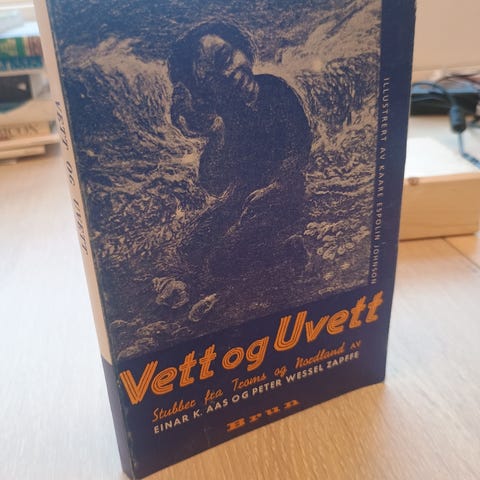 VETT OG UVETT
ILLUSTRERT AV KAARE ESPOLIN JOHNSON
Vett og Uvett
Stubber fra Troms og Nordland AV
EINAR K. AAS OG PETER WESSEL ZAPFFE
Brun